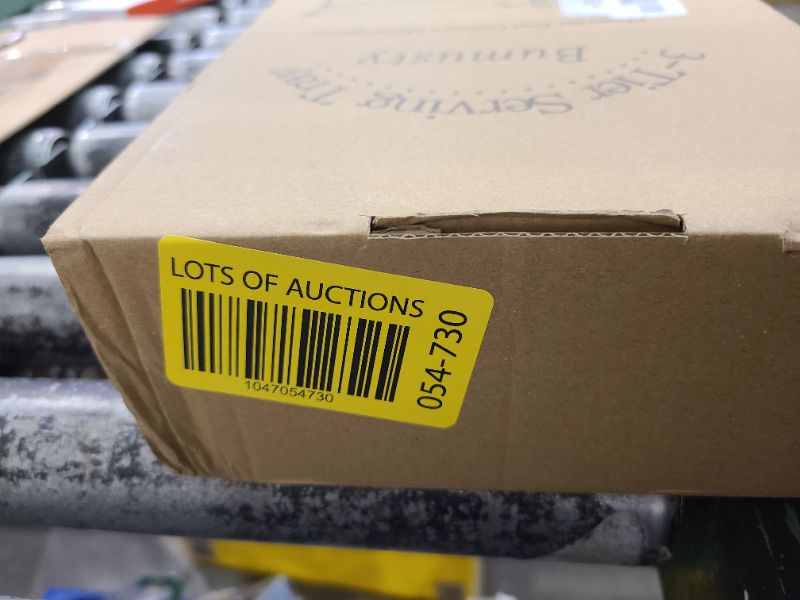 LOTS OF AUCTIONS
1047054730
054-730
3-Tier Serving Tray
Bumusty